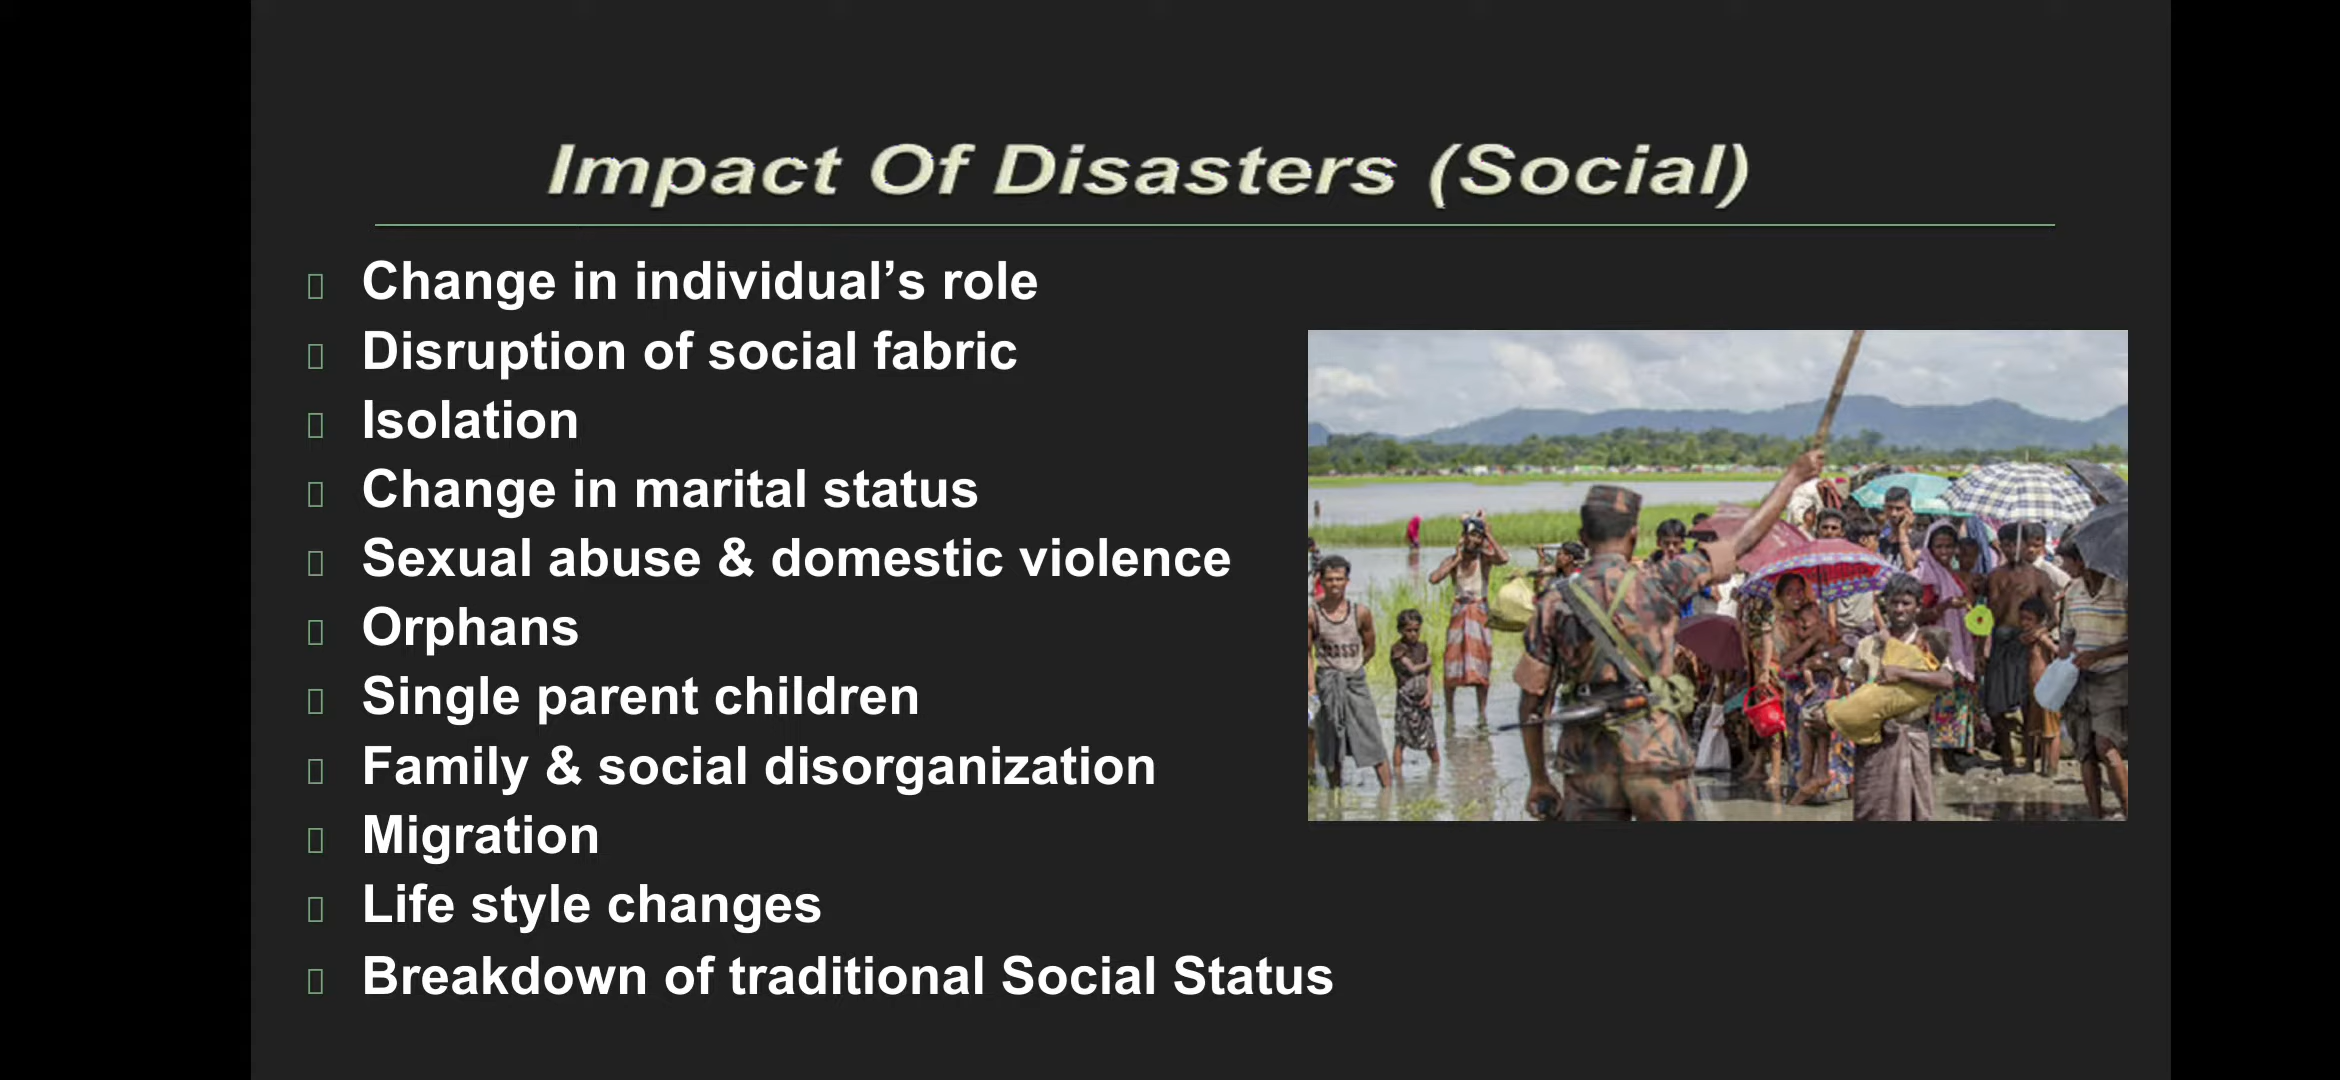 Impact Of Disasters (Social)
Change in individual’s role
Disruption of social fabric
Isolation
Change in marital status
Sexual abuse & domestic violence
Orphans
Single parent children
Family & social disorganization
Migration
Life style changes
Breakdown of traditional Social Status